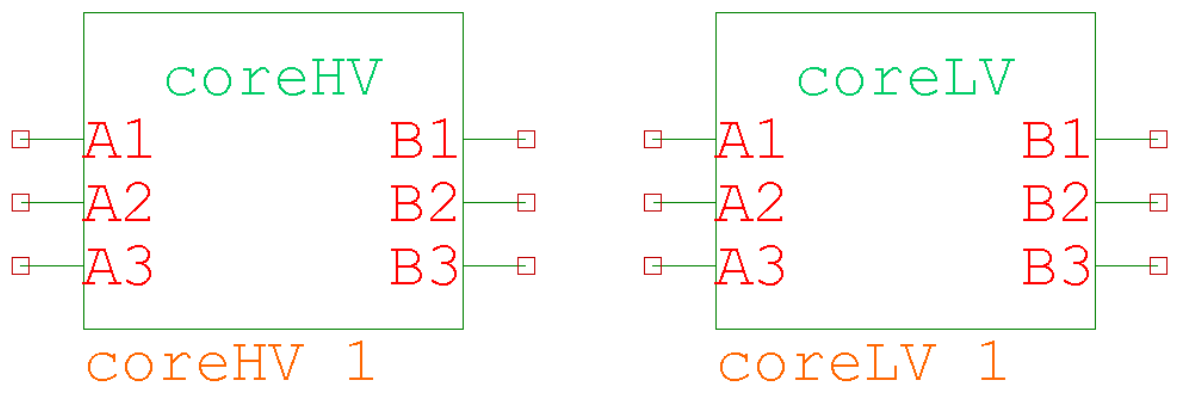 coreHV
A1 B1
A2 B2
A3 B3
coreHV 1
coreLV
A1 B1
A2 B2
A3 B3
coreLV 1